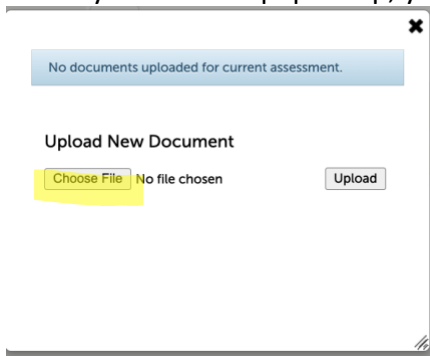 No documents uploaded for current assessment.
Upload New Document
Choose File No file chosen Upload